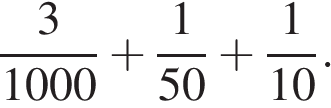 3/1000 + 1/50 + 1/10.